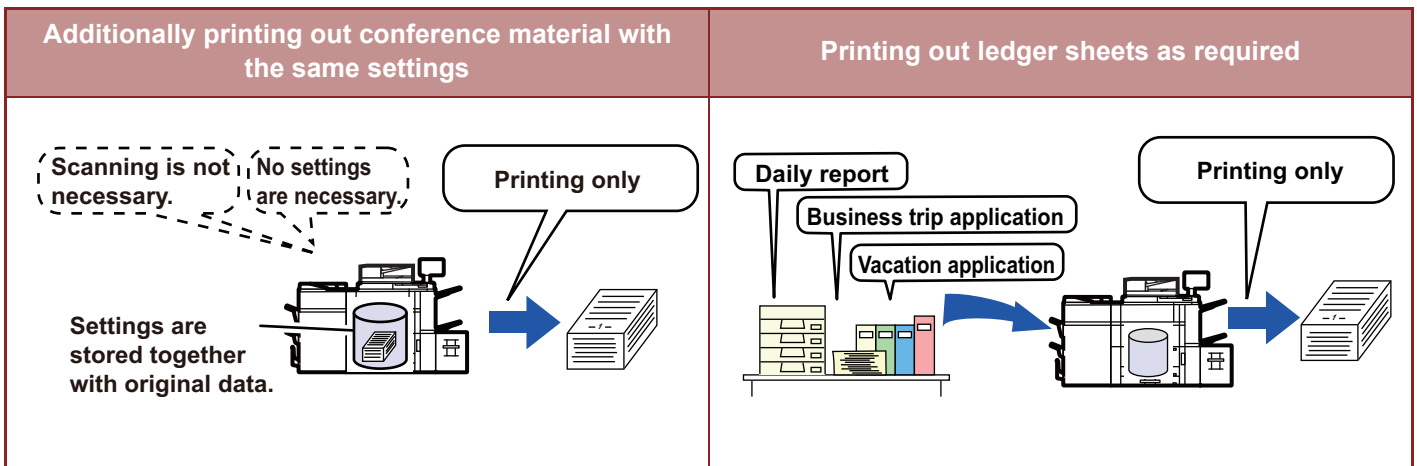 Additionally printing out conference material with
the same settings
Printing out ledger sheets as required
Scanning is not
necessary.
No settings
are necessary.
Printing only
Settings are
stored together
with original data.
-1-
Daily report
Business trip application
Vacation application
Printing only
-1-